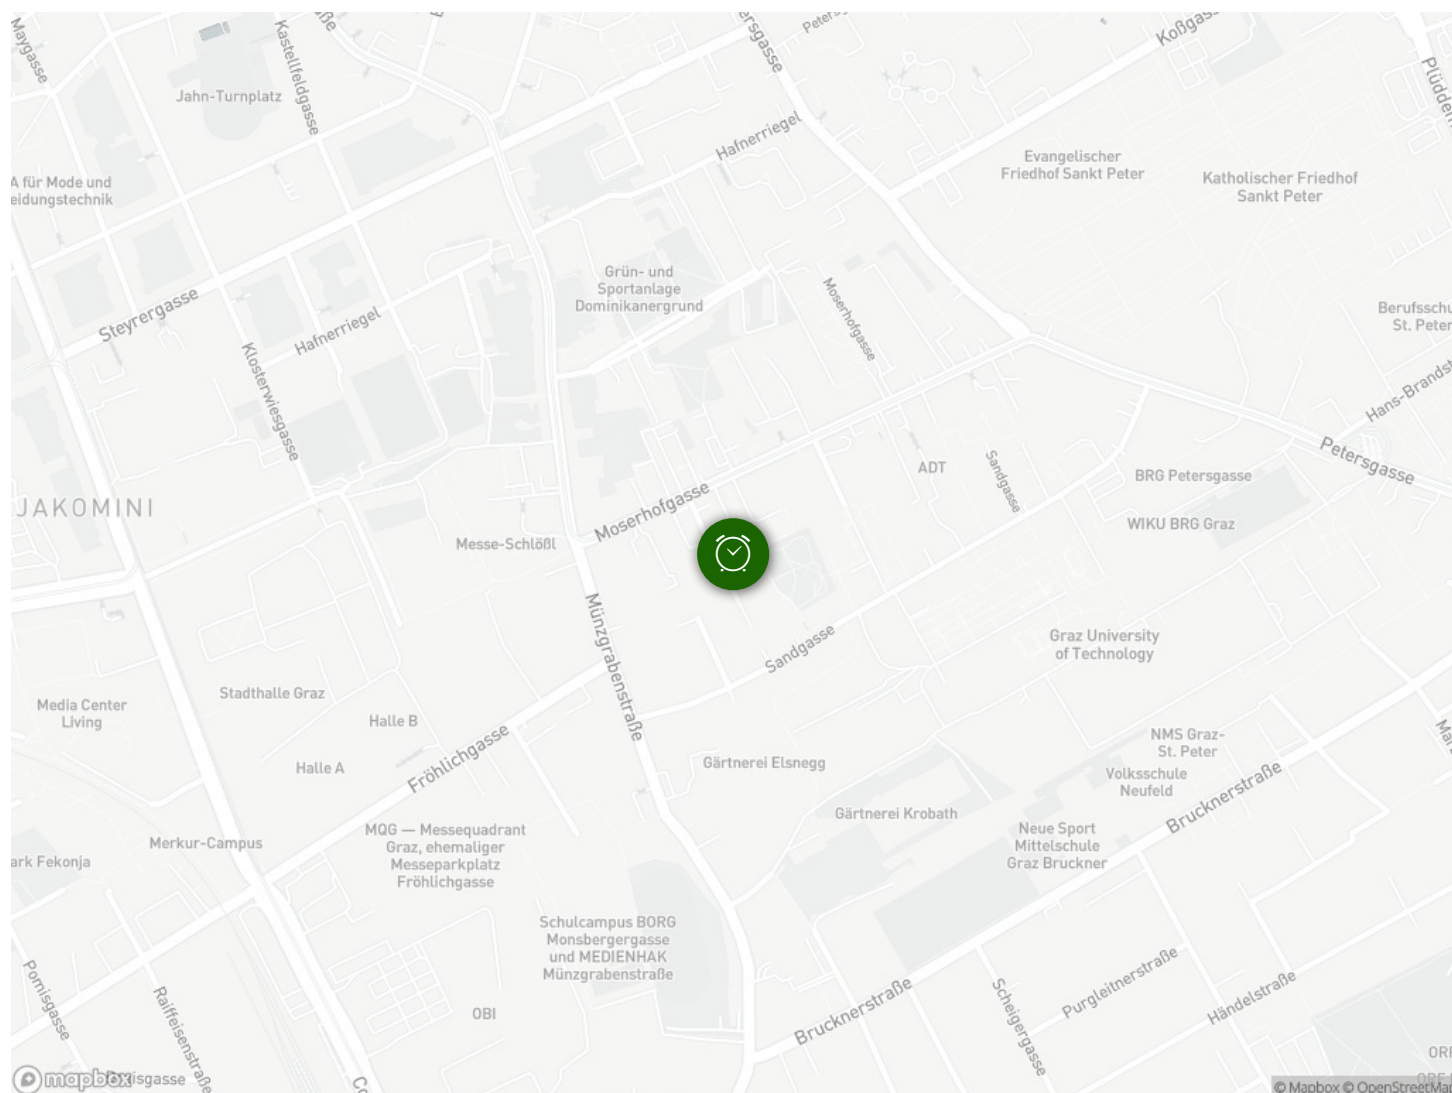 Maygasse
Kastellfeldgasse
Jahn-Turnplatz
Koßgass
Plüdden
Hafnerriegel
A für Mode und
eidungstechnik
Evangelischer
Friedhof Sankt Peter
Katholischer Friedhof
Sankt Peter
Grün- und
Sportanlage
Dominikanergrund
Steyrergasse
Hafnerriegel
Moserhofgasse
Berufsschu
St. Peter
Klosterwiesgasse
Hans-Brandst
Petersgasse
ADT
Sandgasse
BRG Petersgasse
JAKOMINI
Moserhofgasse
WIKU BRG Graz
Messe-Schlößl
Münzgrabenstraße
Sandgasse
Graz University
of Technology
Stadthalle Graz
Media Center
Living
Halle B
Halle A
Fröhlichgasse
Gärtnerei Elsnegg
NMS Graz-
St. Peter
Volksschule
Neufeld
Brucknerstraße
Gärtnerei Krobath
Merkur-Campus
MQG — Messequadrant
Graz, ehemaliger
Messeparkplatz
Fröhlichgasse
Neue Sport
Mittelschule
Graz Bruckner
ark Fekonja
Schulcampus BORG
Monsbergergasse
und MEDIENHAK
Münzgrabenstraße
Pomisgasse
Raiffeisenstraße
OBI
Brucknerstraße
Scheigergasse
Purgleitnerstraße
Händelstraße
ORF
mapbox
© Mapbox © OpenStreetMap